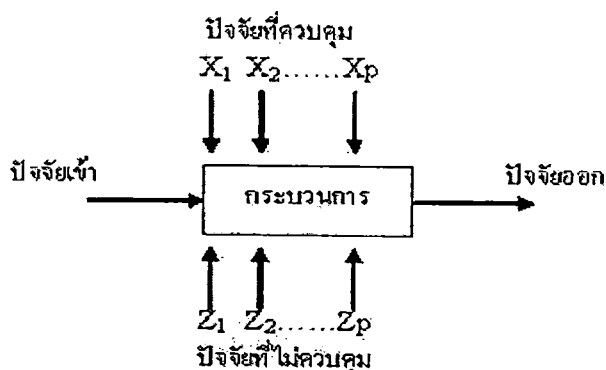 ปัจจัยที่ควบคุม
X1 X2......Xp
ปัจจัยเข้า
กระบวนการ
ปัจจัยออก
Z1 Z2......Zp
ปัจจัยที่ไม่ควบคุม